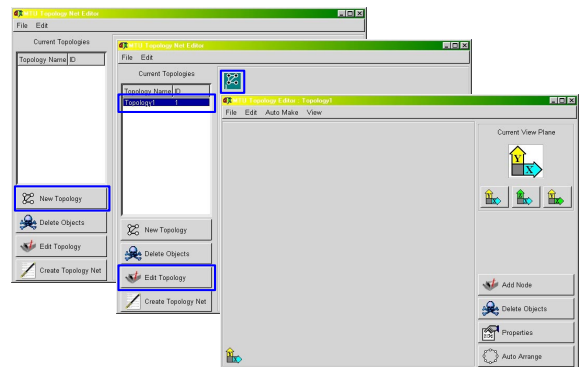 WISE Topology Net Editor
File Edit
Current Topologies
Topology Name ID
New Topology
Delete Objects
Edit Topology
Create Topology Net
WISE Topology Net Editor
File Edit
Current Topologies
Topology Name ID
Topology1 1
New Topology
Delete Objects
Edit Topology
Create Topology Net
Topology Editor : Topology1
File Edit Auto Make View
Current View Plane
Y
X
Add Node
Delete Objects
Properties
Auto Arrange